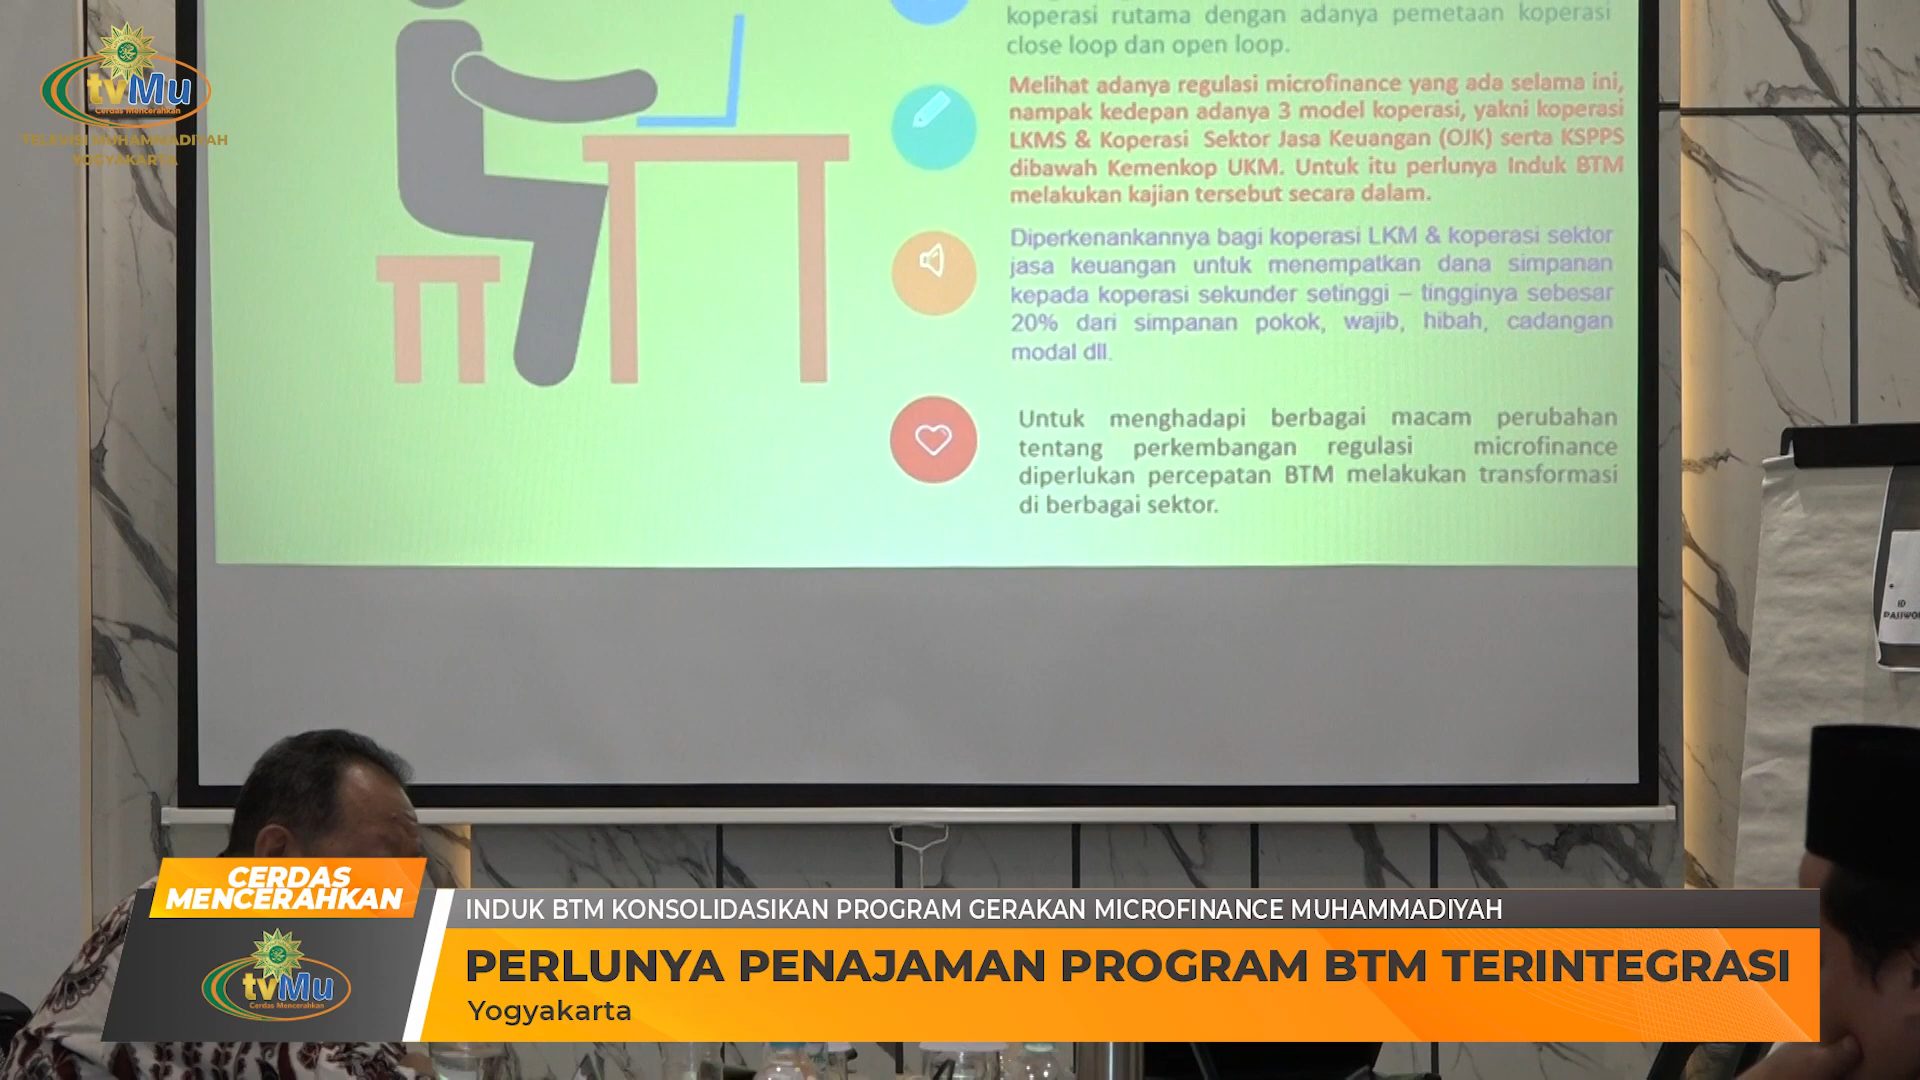 koperasi rutama dengan adanya pemetaan koperasi
close loop dan open loop.
Melihat adanya regulasi microfinance yang ada selama ini,
nampak kedepan adanya 3 model koperasi, yakni koperasi
LKMS & Koperasi Sektor Jasa Keuangan (OJK) serta KSPPS
dibawah Kemenkop UKM. Untuk itu perlunya Induk BTM
melakukan kajian tersebut secara dalam.
Diperkenankannya bagi koperasi LKM & koperasi sektor
jasa keuangan untuk menempatkan dana simpanan
kepada koperasi sekunder setinggi – tingginya sebesar
20% dari simpanan pokok, wajib, hibah, cadangan
modal dll.
Untuk menghadapi berbagai macam perubahan
tentang perkembangan regulasi microfinance
diperlukan percepatan BTM melakukan transformasi
di berbagai sektor.
tvMu
Cerdas Mencerahkan
TELEVISI MUHAMMADIYAH
YOGYAKARTA
ID
CERDAS
MENCERAHKAN
tvMu
Cerdas Mencerahkan
INDUK BTM KONSOLIDASIKAN PROGRAM GERAKAN MICROFINANCE MUHAMMADIYAH
PERLUNYA PENAJAMAN PROGRAM BTM TERINTEGRASI
Yogyakarta